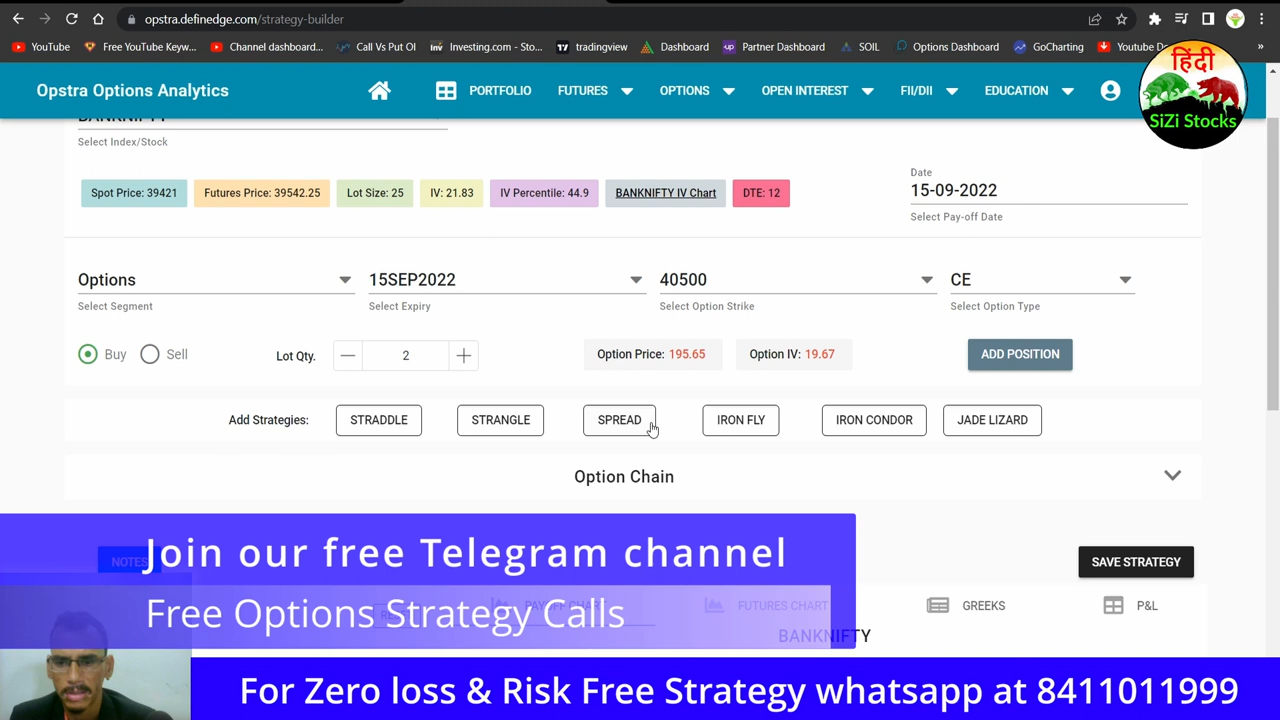 opstra.definedge.com/strategy-builder
YouTube Free YouTube Keyw... Channel dashboard... Call Vs Put OI Investing.com - Sto... tradingview Dashboard Partner Dashboard SOIL Options Dashboard GoCharting Youtube De
हिंदी
SiZi Stocks
Opstra Options Analytics PORTFOLIO FUTURES OPTIONS OPEN INTEREST FII/DII EDUCATION
BANKNIFTY
Select Index/Stock
Spot Price: 39421 Futures Price: 39542.25 Lot Size: 25 IV: 21.83 IV Percentile: 44.9 BANKNIFTY IV Chart DTE: 12
Date
15-09-2022
Select Pay-off Date
Options 15SEP2022 40500 CE
Select Segment Select Expiry Select Option Strike Select Option Type
Buy Sell Lot Qty. 2 Option Price: 195.65 Option IV: 19.67 ADD POSITION
Add Strategies: STRADDLE STRANGLE SPREAD IRON FLY IRON CONDOR JADE LIZARD
Option Chain
Join our free Telegram channel
NOTES SAVE STRATEGY
Free Options Strategy Calls
FUTURES CHART GREEKS P&L
BANKNIFTY
For Zero loss & Risk Free Strategy whatsapp at 8411011999